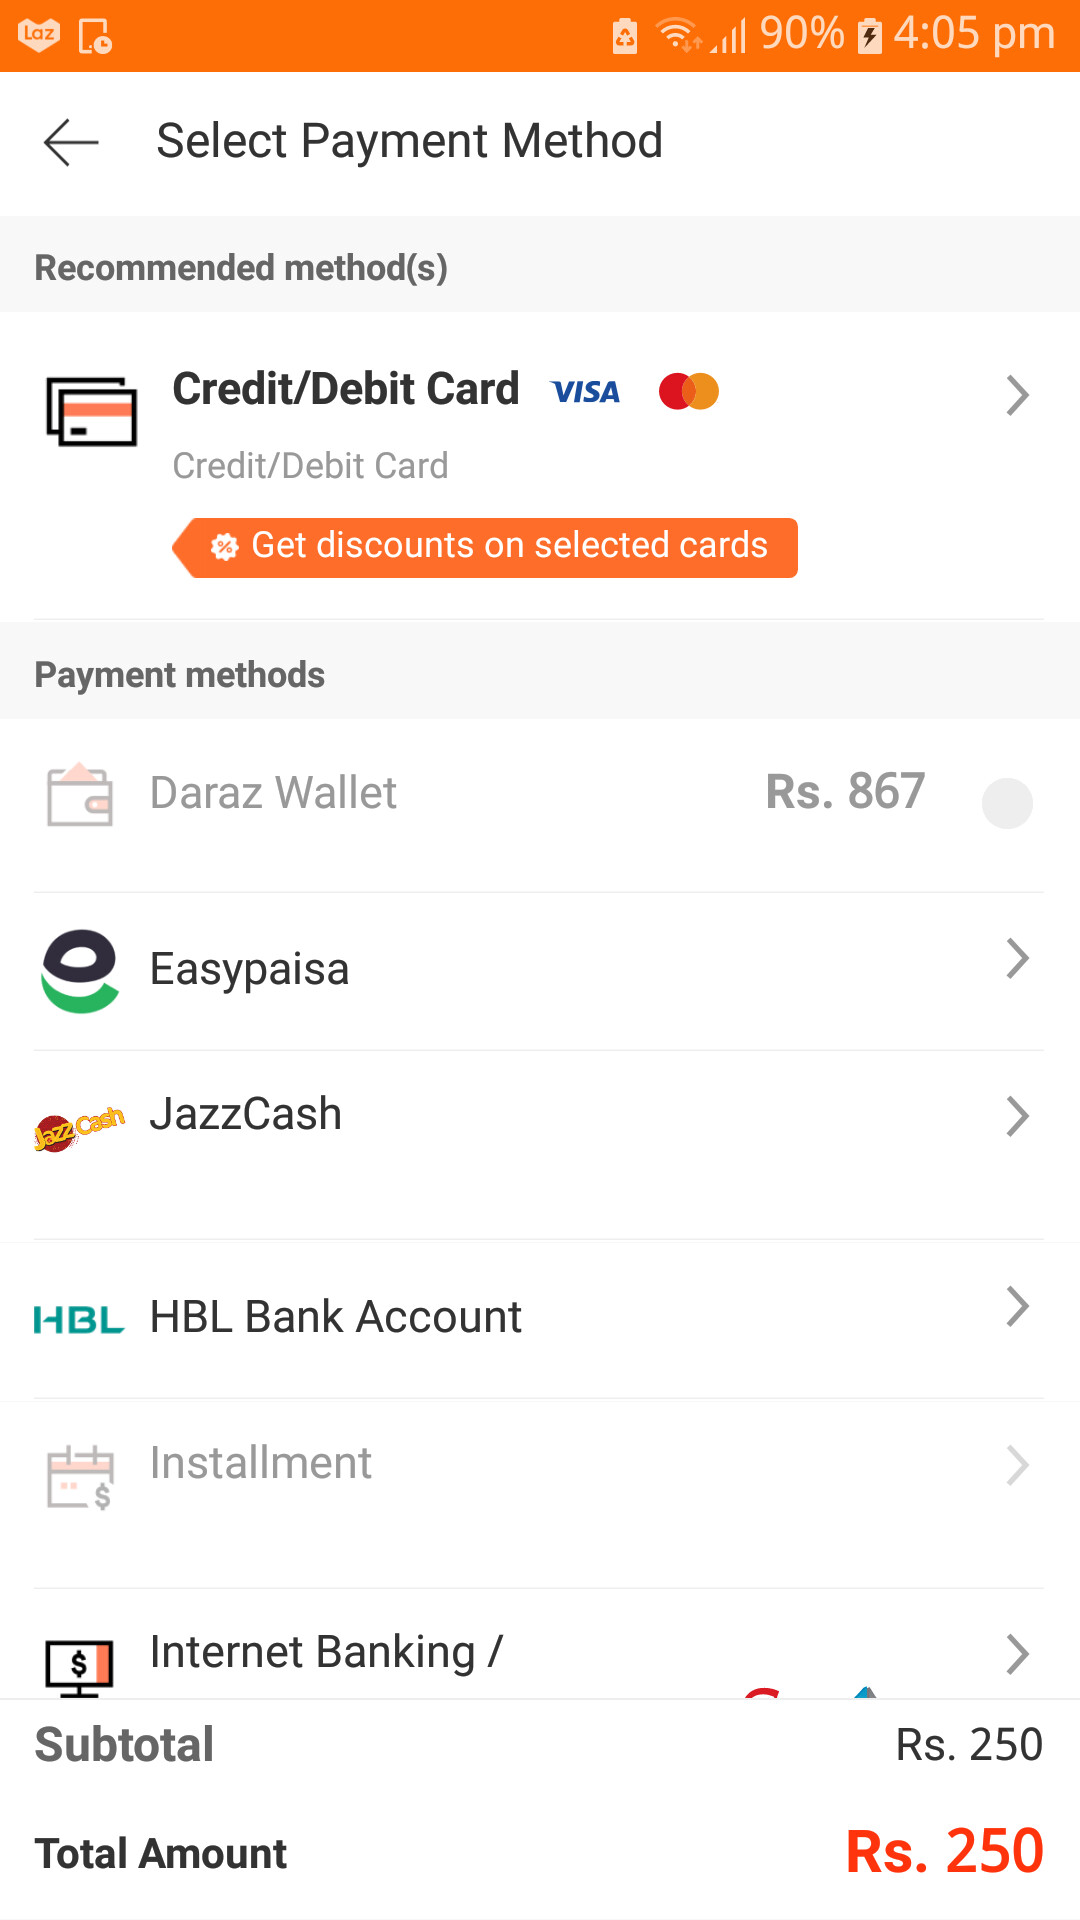 Laz 90% 4:05 pm
Select Payment Method
Recommended method(s)
Credit/Debit Card VISA
Credit/Debit Card
% Get discounts on selected cards
Payment methods
Daraz Wallet Rs. 867
Easypaisa
JazzCash JazzCash
HBL HBL Bank Account
$ Installment
$ Internet Banking /
Subtotal Rs. 250
Total Amount Rs. 250